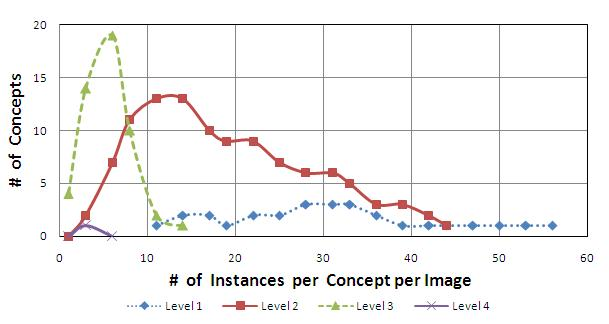 20
15
10
5
0
# of Concepts
0 10 20 30 40 50 60
# of Instances per Concept per Image
Level 1 Level 2 Level 3 Level 4